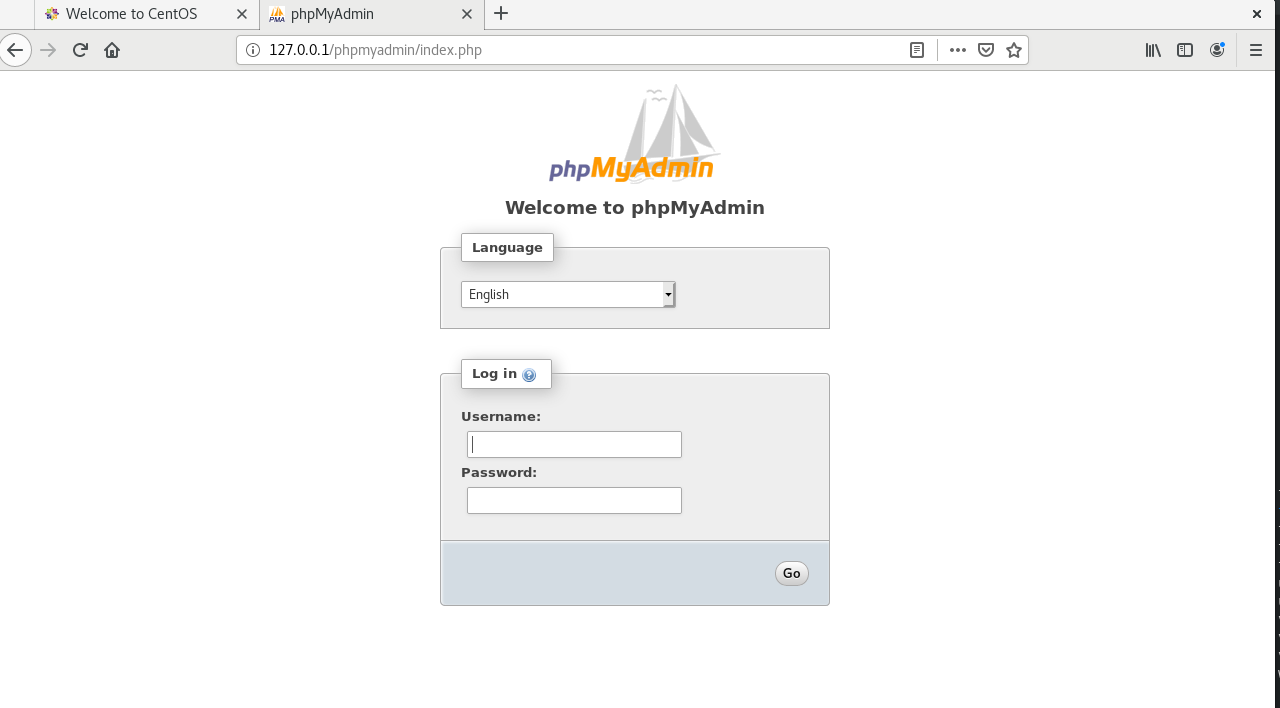 Welcome to CentOS
phpMyAdmin
127.0.0.1/phpmyadmin/index.php
phpMyAdmin
Welcome to phpMyAdmin
Language
English
Log in
Username:
Password:
Go